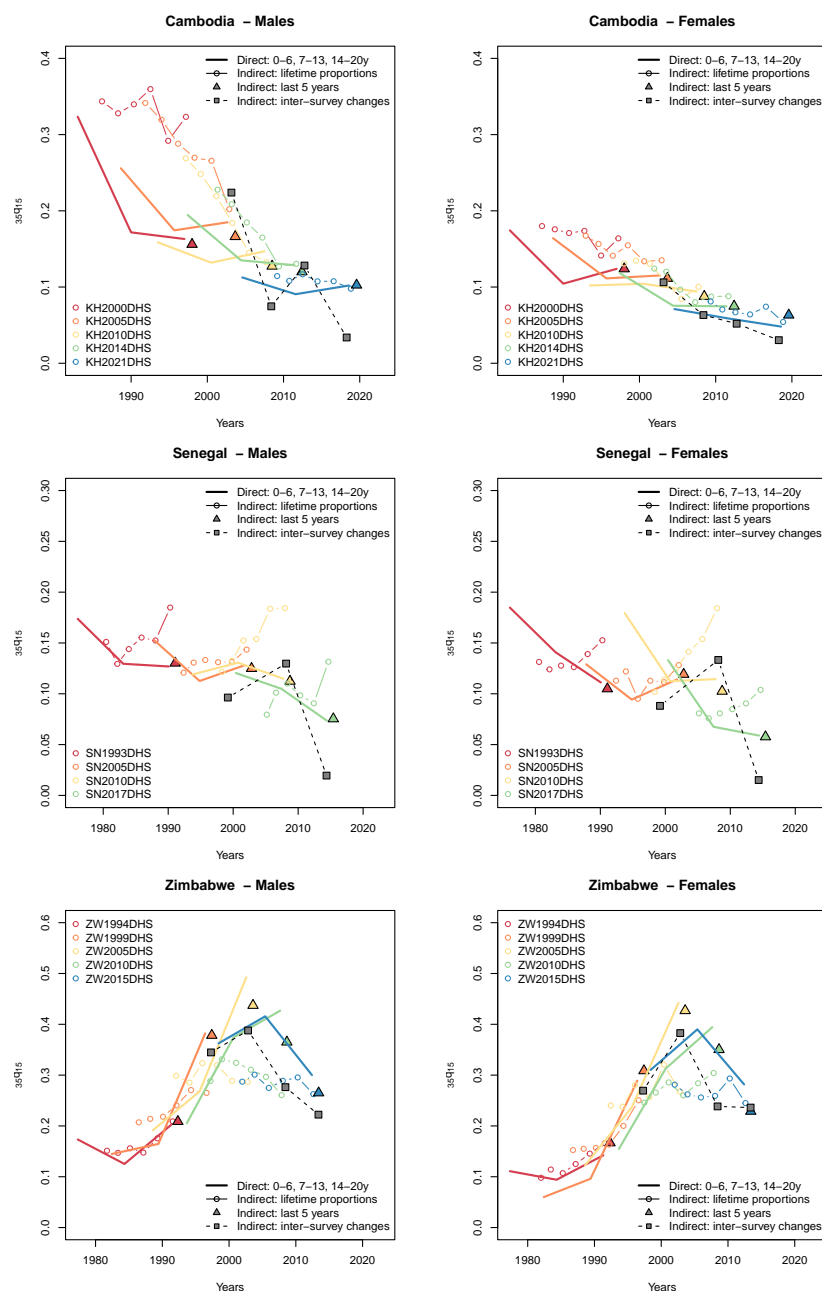 Cambodia – Males
35q15
0.0
0.1
0.2
0.3
0.4
Direct: 0–6, 7–13, 14–20y
Indirect: lifetime proportions
Indirect: last 5 years
Indirect: inter–survey changes
KH2000DHS
KH2005DHS
KH2010DHS
KH2014DHS
KH2021DHS
1990 2000 2010 2020
Years
Cambodia – Females
35q15
0.0
0.1
0.2
0.3
0.4
Direct: 0–6, 7–13, 14–20y
Indirect: lifetime proportions
Indirect: last 5 years
Indirect: inter–survey changes
KH2000DHS
KH2005DHS
KH2010DHS
KH2014DHS
KH2021DHS
1990 2000 2010 2020
Years
Senegal – Males
35q15
0.00
0.05
0.10
0.15
0.20
0.25
0.30
Direct: 0–6, 7–13, 14–20y
Indirect: lifetime proportions
Indirect: last 5 years
Indirect: inter–survey changes
SN1993DHS
SN2005DHS
SN2010DHS
SN2017DHS
1980 1990 2000 2010 2020
Years
Senegal – Females
35q15
0.00
0.05
0.10
0.15
0.20
0.25
0.30
Direct: 0–6, 7–13, 14–20y
Indirect: lifetime proportions
Indirect: last 5 years
Indirect: inter–survey changes
SN1993DHS
SN2005DHS
SN2010DHS
SN2017DHS
1980 1990 2000 2010 2020
Years
Zimbabwe – Males
35q15
0.0
0.1
0.2
0.3
0.4
0.5
0.6
ZW1994DHS
ZW1999DHS
ZW2005DHS
ZW2010DHS
ZW2015DHS
Direct: 0–6, 7–13, 14–20y
Indirect: lifetime proportions
Indirect: last 5 years
Indirect: inter–survey changes
1980 1990 2000 2010 2020
Years
Zimbabwe – Females
35q15
0.0
0.1
0.2
0.3
0.4
0.5
0.6
ZW1994DHS
ZW1999DHS
ZW2005DHS
ZW2010DHS
ZW2015DHS
Direct: 0–6, 7–13, 14–20y
Indirect: lifetime proportions
Indirect: last 5 years
Indirect: inter–survey changes
1980 1990 2000 2010 2020
Years